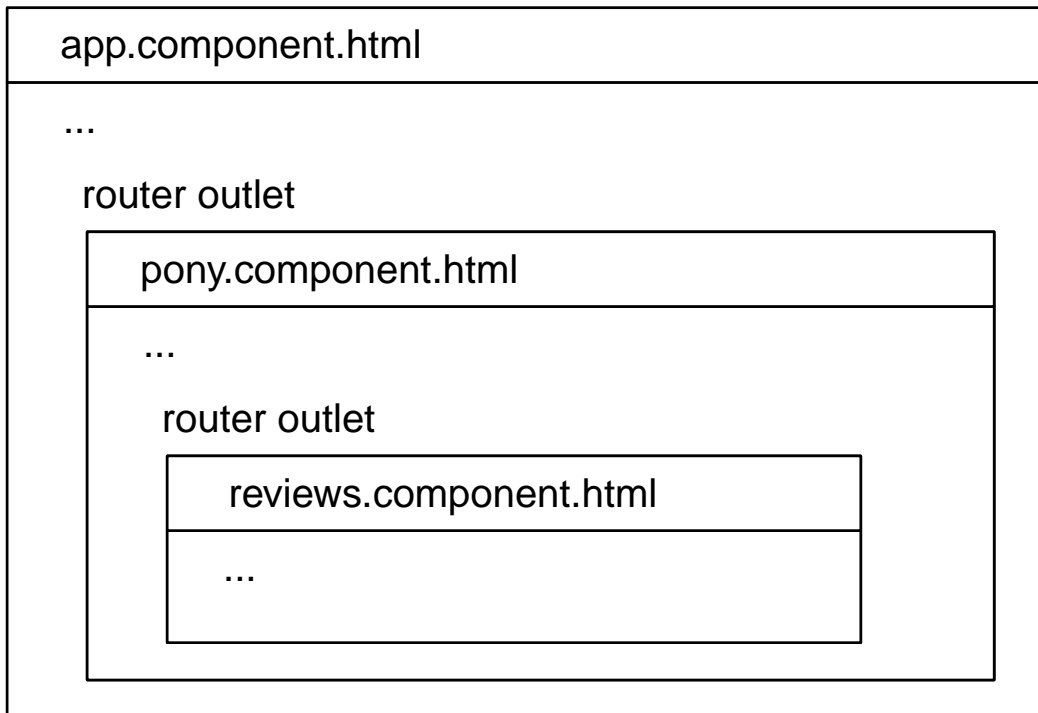 app.component.html
...
router outlet
pony.component.html
...
router outlet
reviews.component.html
...